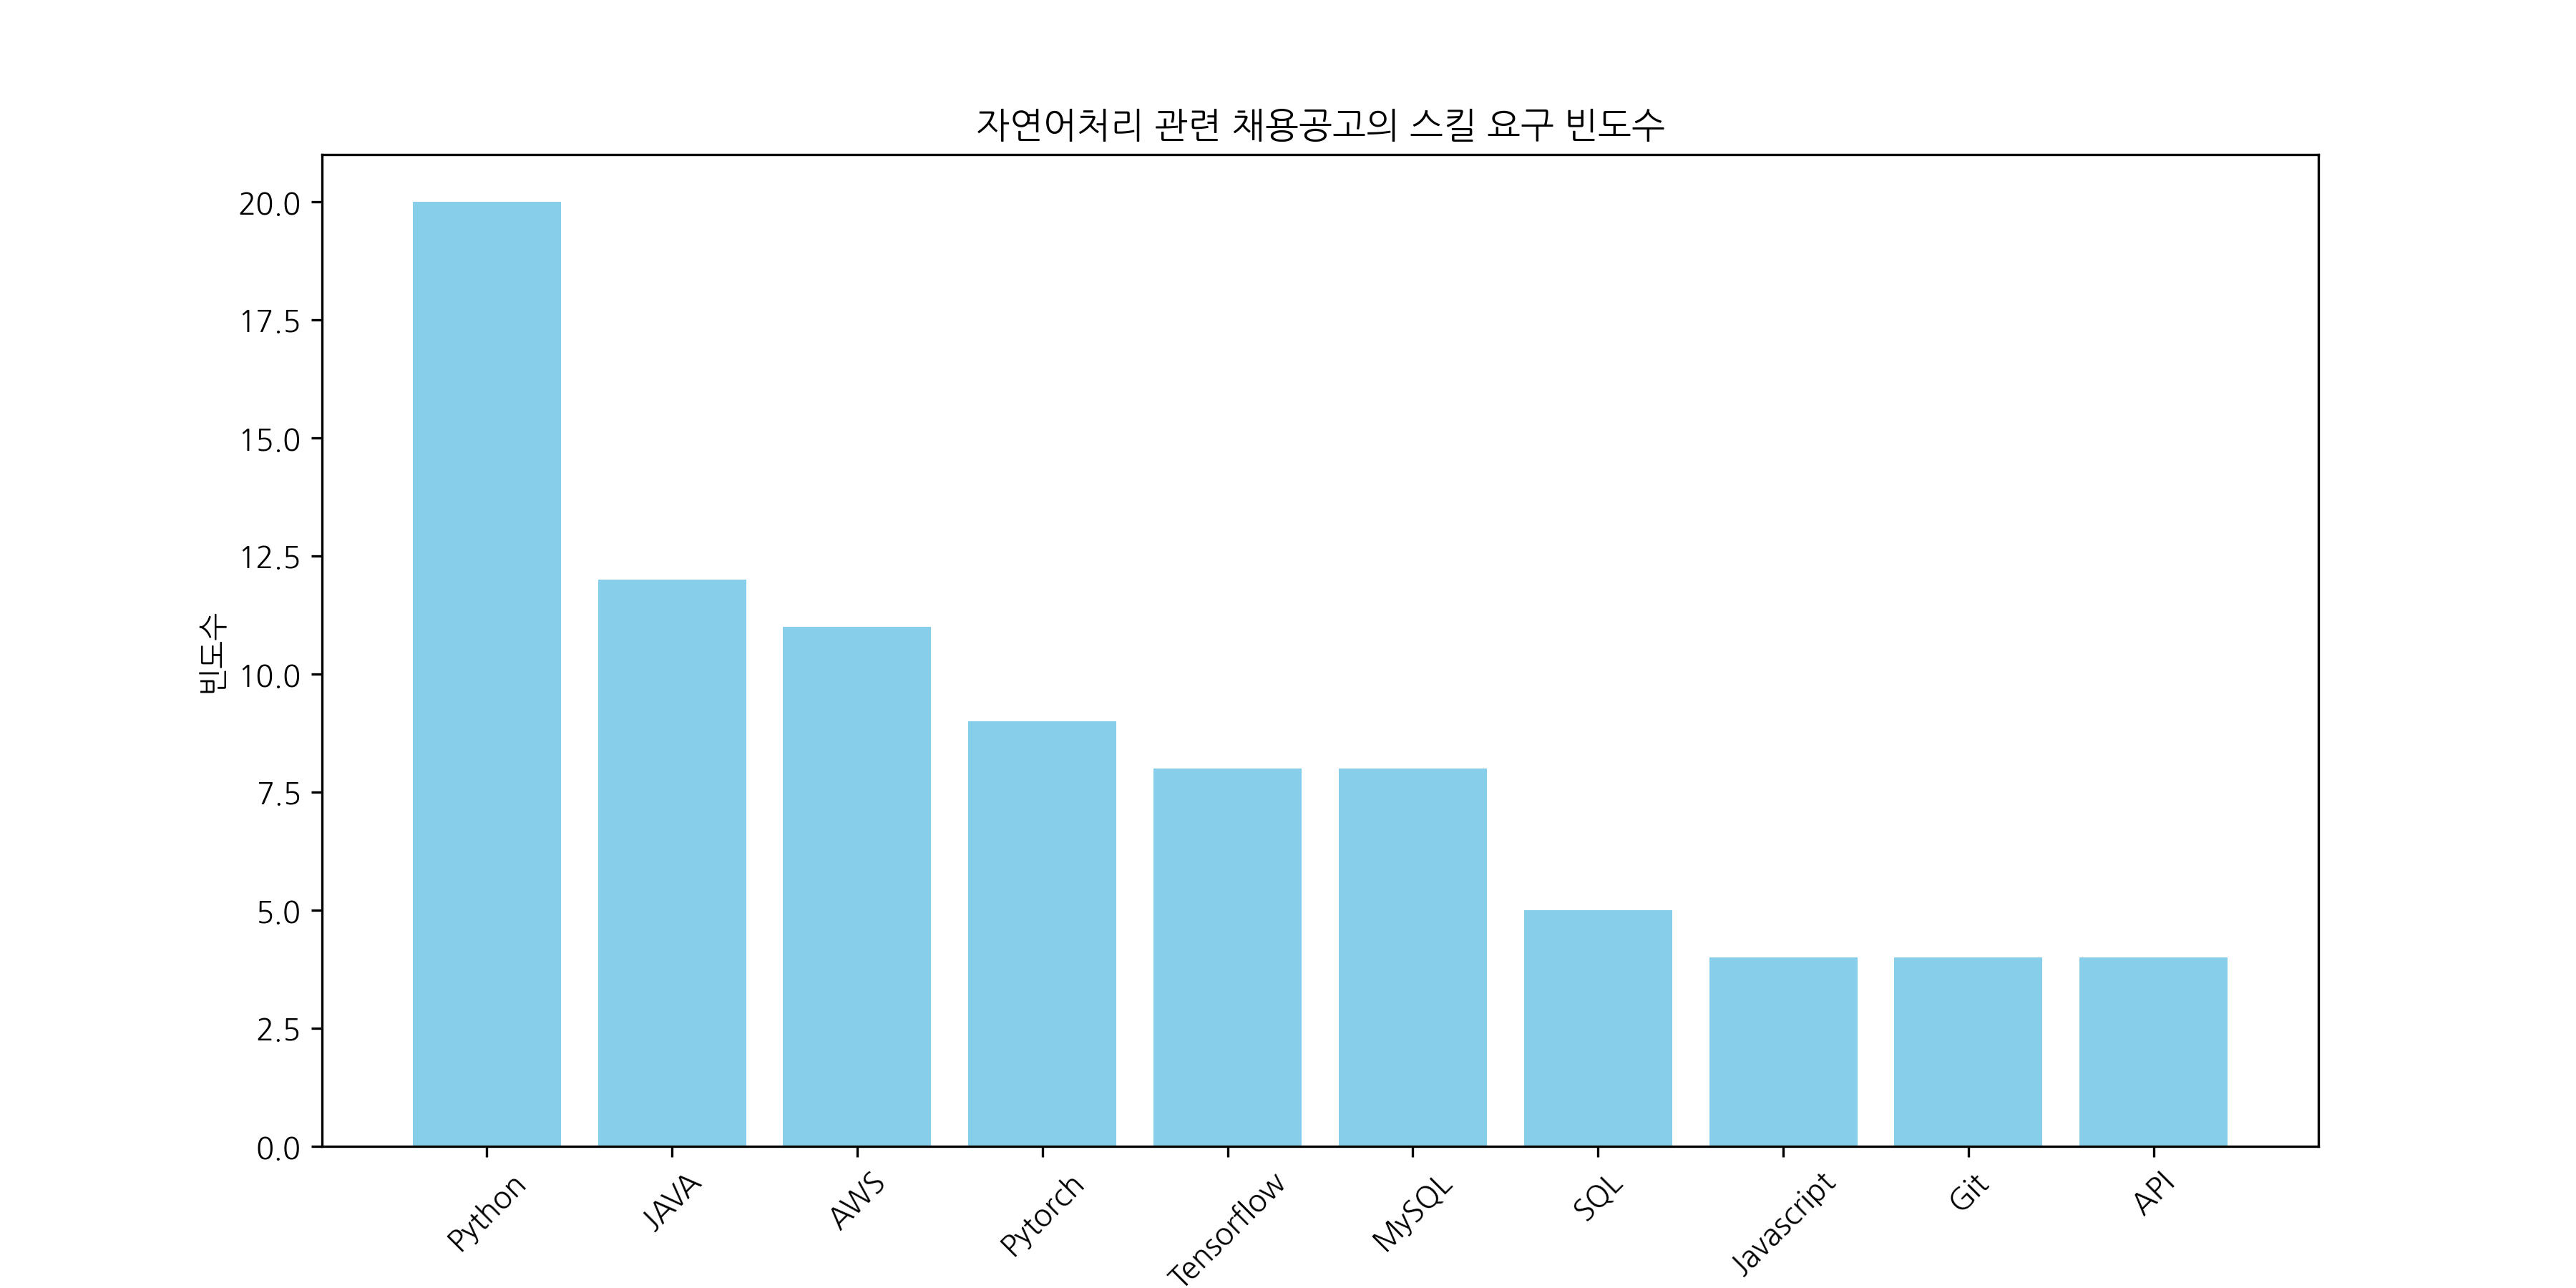 자연어처리 관련 채용공고의 스킬 요구 빈도수
빈도수
20.0
17.5
15.0
12.5
10.0
7.5
5.0
2.5
0.0
Python
JAVA
AWS
Pytorch
Tensorflow
MySQL
SQL
Javascript
Git
API